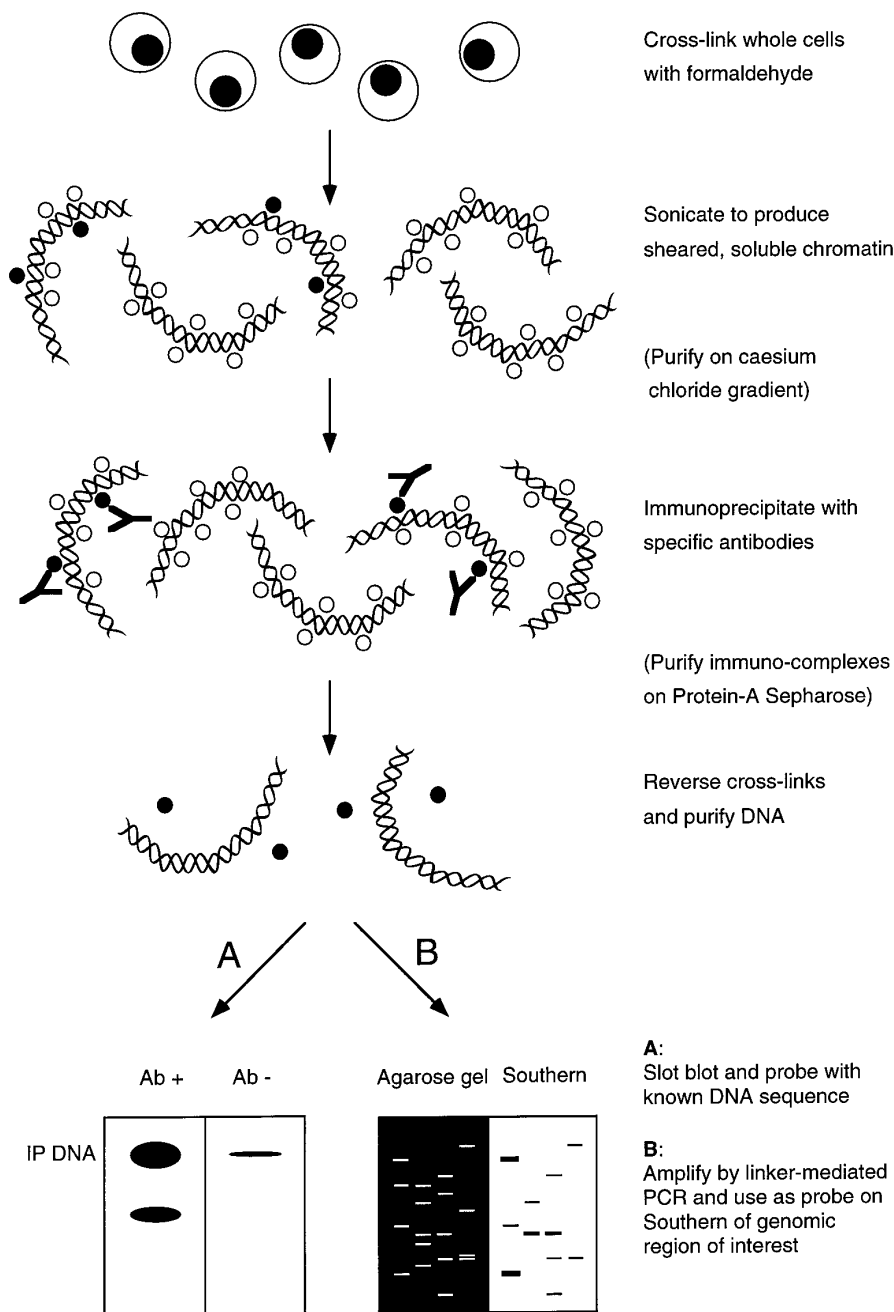 Cross-link whole cells
with formaldehyde
Sonicate to produce
sheared, soluble chromatin
(Purify on caesium
chloride gradient)
Immunoprecipitate with
specific antibodies
(Purify immuno-complexes
on Protein-A Sepharose)
Reverse cross-links
and purify DNA
A
B
Ab +
Ab -
IP DNA
Agarose gel
Southern
A:
Slot blot and probe with
known DNA sequence
B:
Amplify by linker-mediated
PCR and use as probe on
Southern of genomic
region of interest